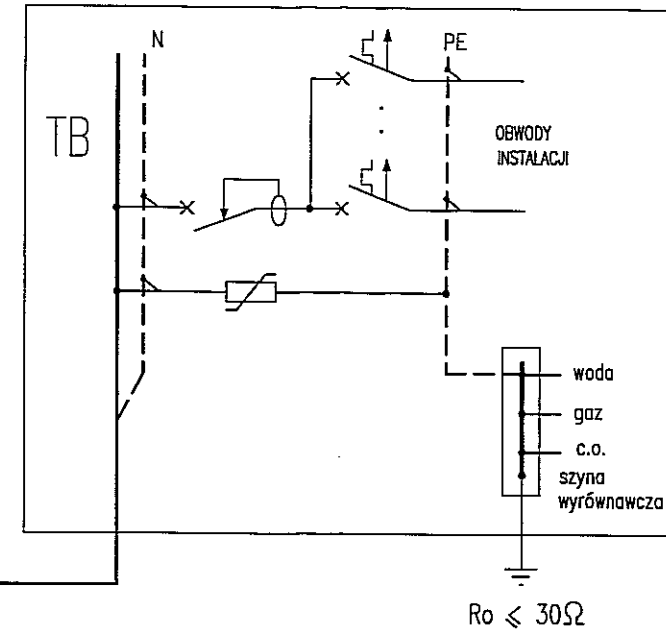 N
PE
TB
OBWODY
INSTALACJI
woda
gaz
c.o.
szyna
wyrównawcza
Ro ⩽ 30Ω